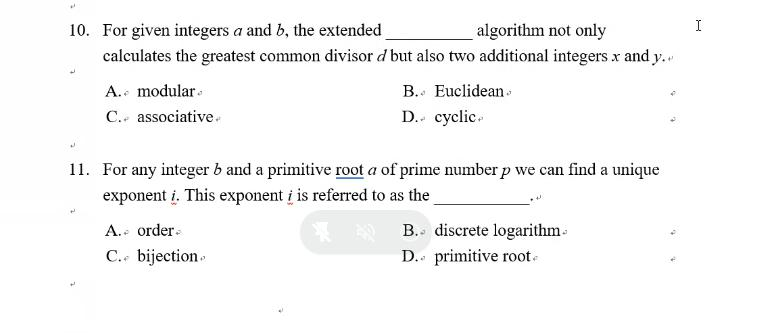 10. For given integers a and b, the extended __________ algorithm not only
calculates the greatest common divisor d but also two additional integers x and y.
A. modular B. Euclidean
C. associative D. cyclic
11. For any integer b and a primitive root a of prime number p we can find a unique
exponent i. This exponent i is referred to as the ___________.
A. order B. discrete logarithm
C. bijection D. primitive root